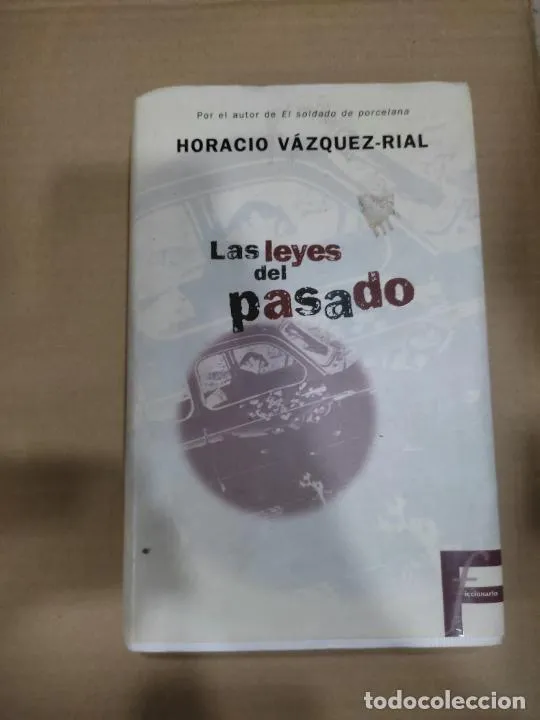 Por el autor de El soldado de porcelana
HORACIO VÁZQUEZ-RIAL
Las leyes
del
pasado
Ficcionario
todocoleccion